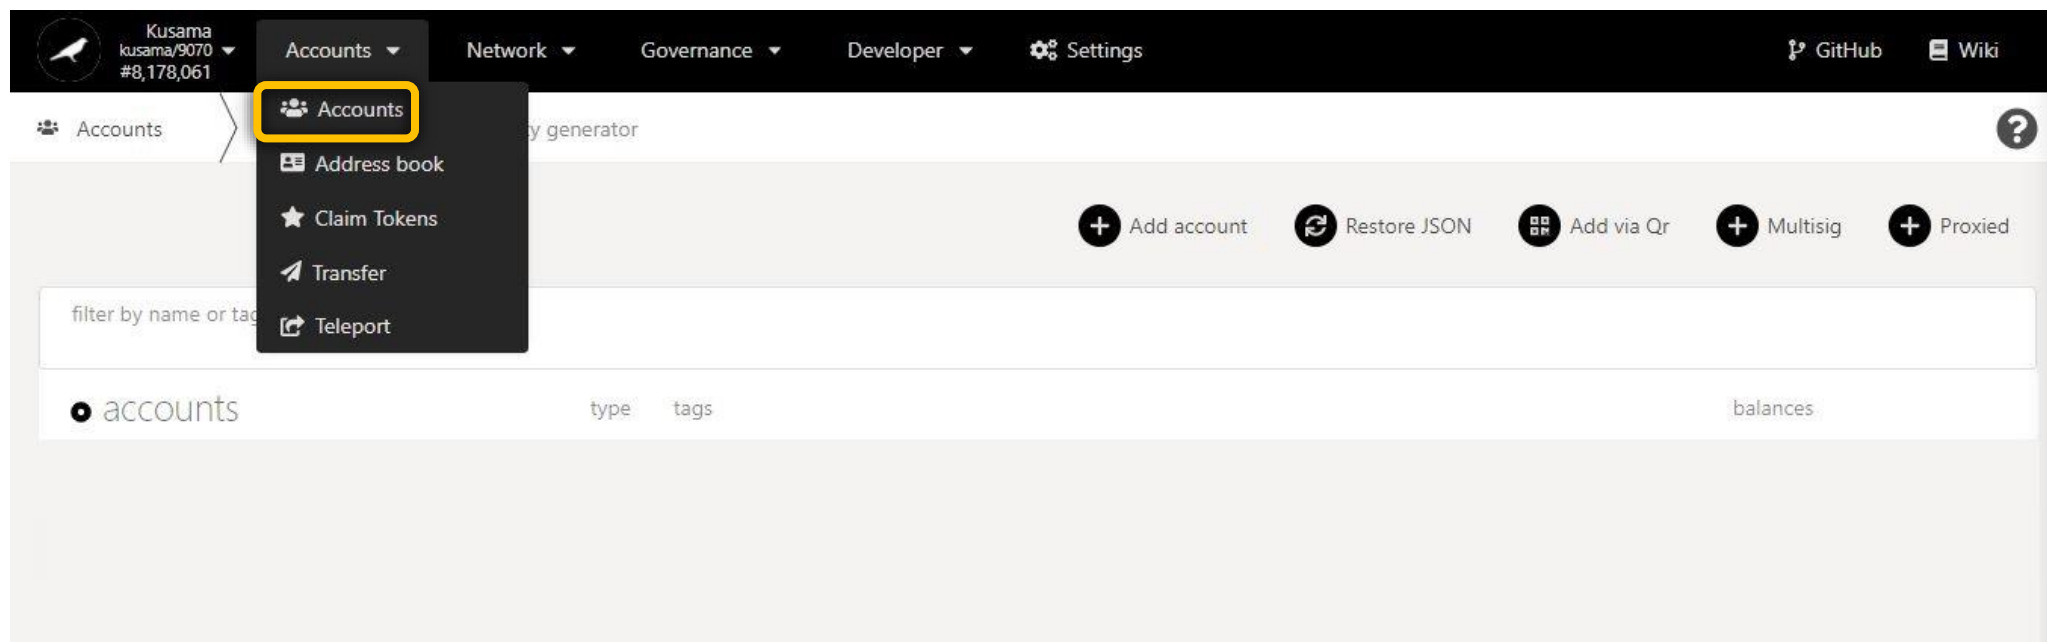 Kusama
kusama/9070
#8,178,061
Accounts
Network
Governance
Developer
Settings
GitHub
Wiki
Accounts
Address book
Claim Tokens
Transfer
Teleport
Accounts
generator
Add account
Restore JSON
Add via Qr
Multisig
Proxied
filter by name or
accounts
type
tags
balances